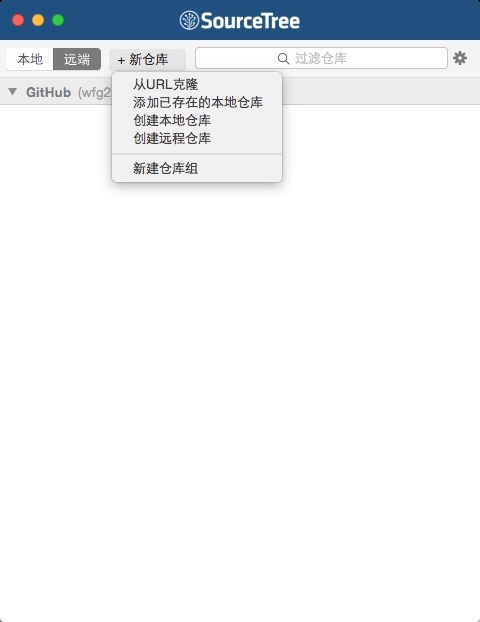 SourceTree
本地 远端 + 新仓库 过滤仓库
GitHub (wfg2
从URL克隆
添加已存在的本地仓库
创建本地仓库
创建远程仓库
新建仓库组